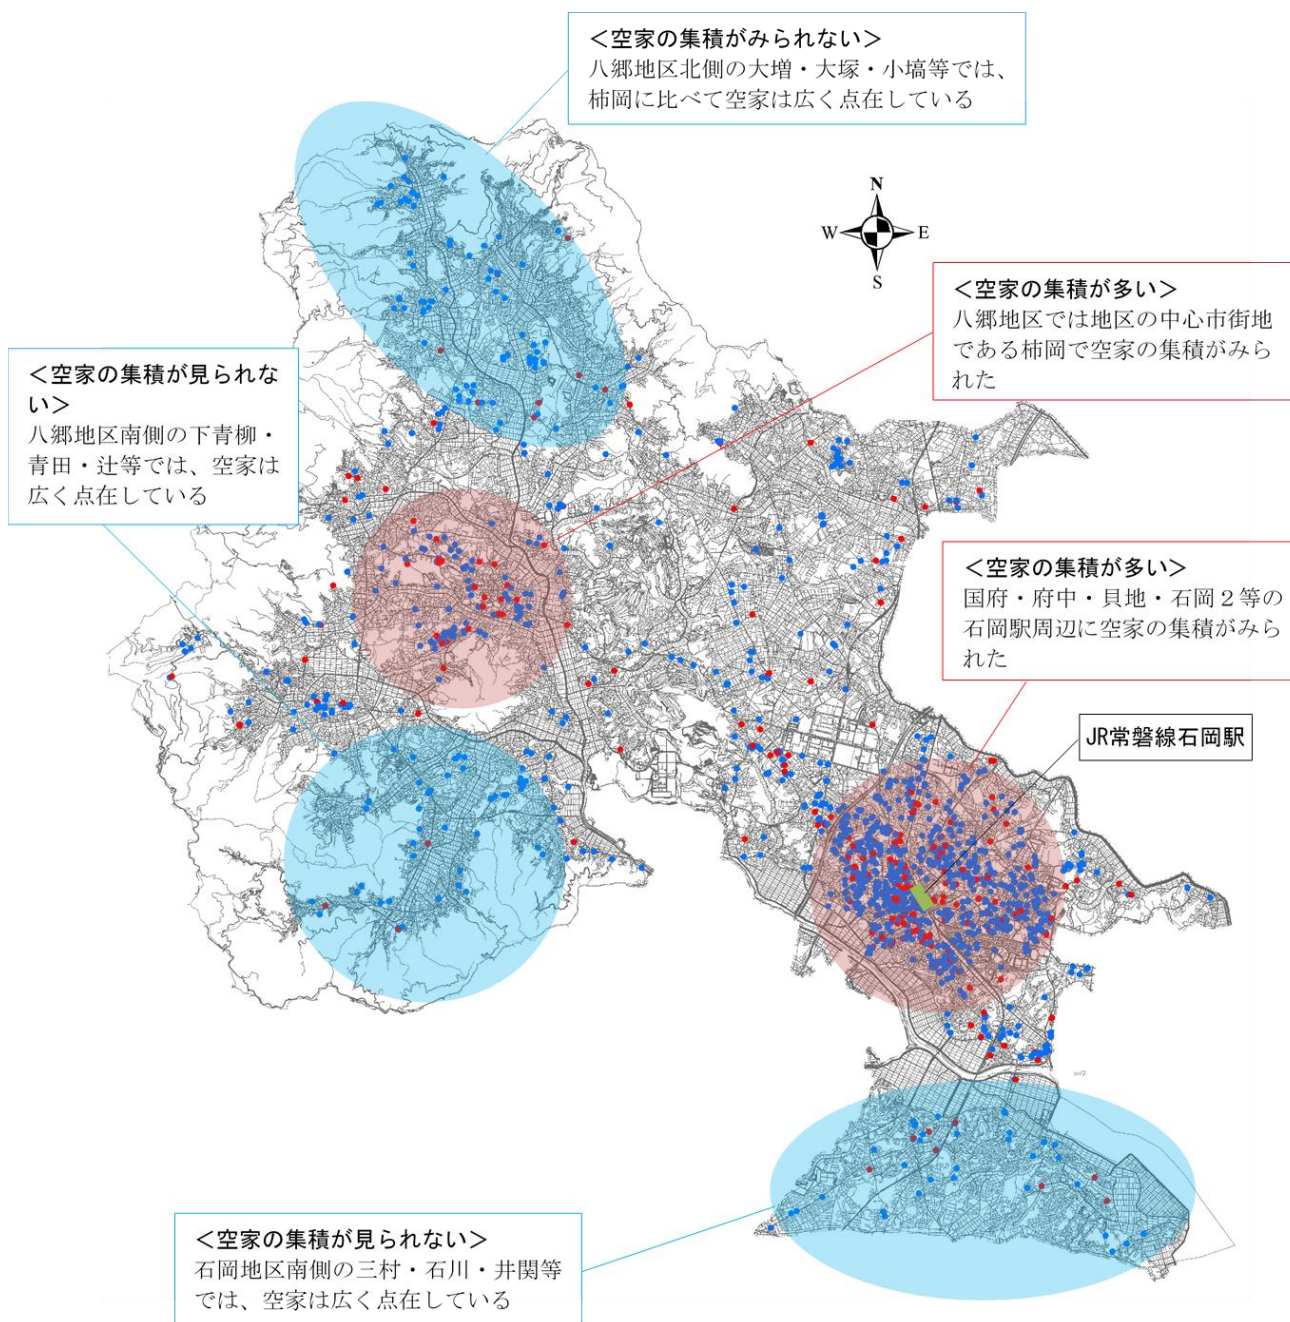 <空家の集積がみられない>
八郷地区北側の大増・大塚・小塙等では、
柿岡に比べて空家は広く点在している
N
W
E
S
<空家の集積が多い>
八郷地区では地区の中心市街地
である柿岡で空家の集積がみら
れた
<空家の集積が見られな
い>
八郷地区南側の下青柳・
青田・辻等では、空家は
広く点在している
<空家の集積が多い>
国府・府中・貝地・石岡２等の
石岡駅周辺に空家の集積がみら
れた
JR常磐線石岡駅
<空家の集積が見られない>
石岡地区南側の三村・石川・井関等
では、空家は広く点在している